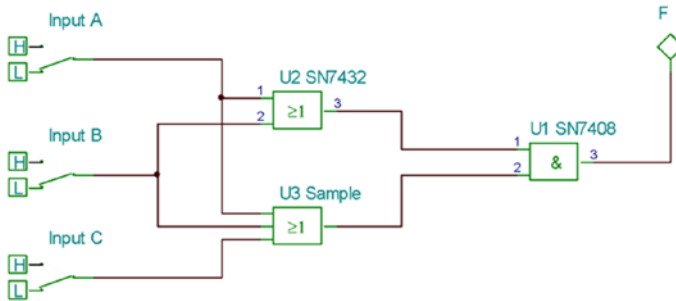 Input A
F
H
L
U2 SN7432
1
≥1
3
2
Input B
U1 SN7408
1
&
3
2
H
L
U3 Sample
≥1
Input C
H
L